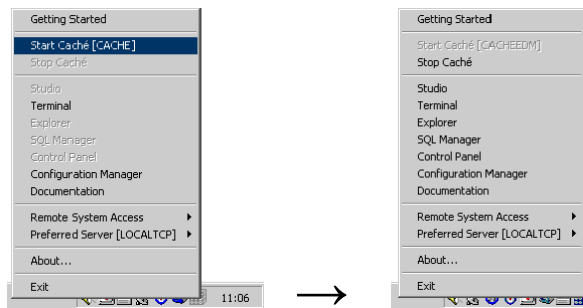 Getting Started
Start Caché [CACHE]
Stop Caché
Studio
Terminal
Explorer
SQL Manager
Control Panel
Configuration Manager
Documentation
Remote System Access
Preferred Server [LOCALTCP]
About...
Exit
11:06
Getting Started
Start Caché [CACHEEDM]
Stop Caché
Studio
Terminal
Explorer
SQL Manager
Control Panel
Configuration Manager
Documentation
Remote System Access
Preferred Server [LOCALTCP]
About...
Exit